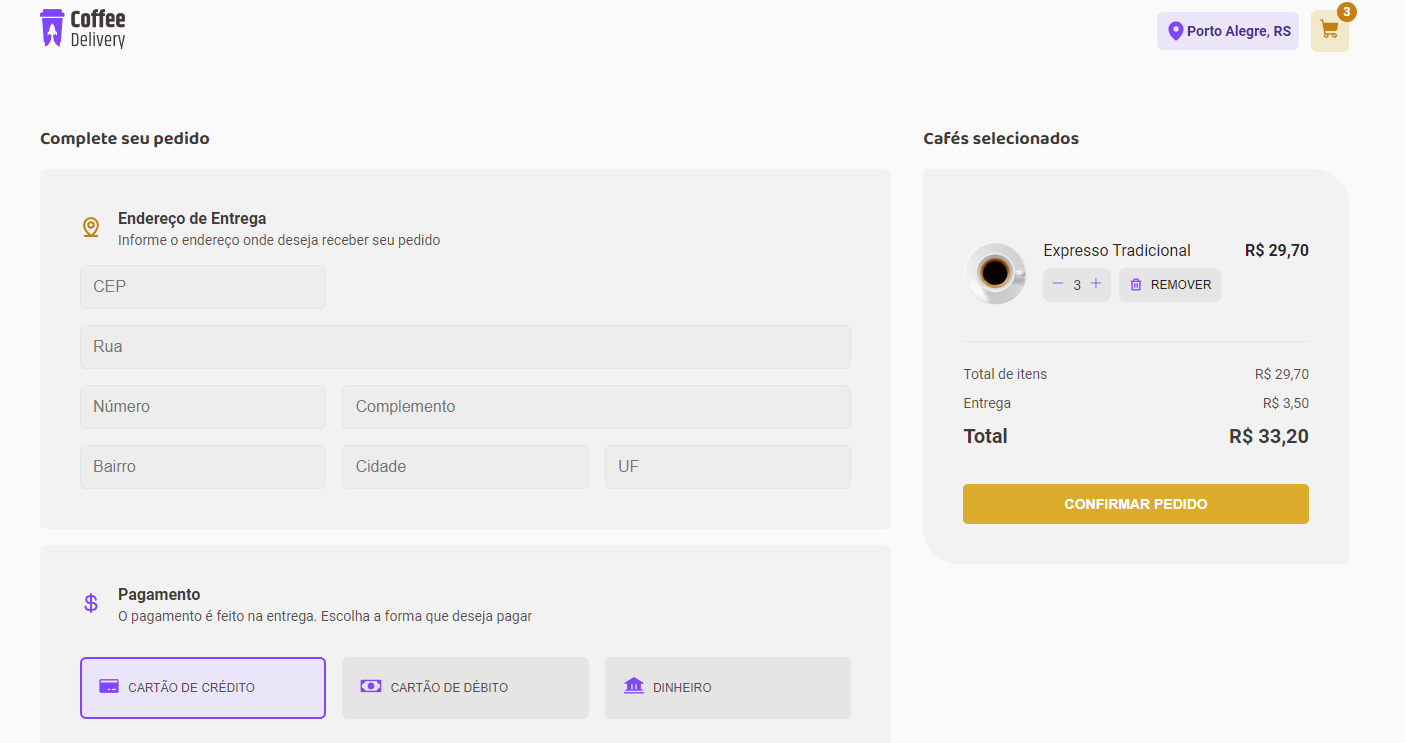 Coffee
Delivery
Porto Alegre, RS
3
Complete seu pedido
Endereço de Entrega
Informe o endereço onde deseja receber seu pedido
CEP
Rua
Número
Complemento
Bairro
Cidade
UF
Pagamento
O pagamento é feito na entrega. Escolha a forma que deseja pagar
CARTÃO DE CRÉDITO
CARTÃO DE DÉBITO
DINHEIRO
Cafés selecionados
Expresso Tradicional R$ 29,70
3 REMOVER
Total de itens R$ 29,70
Entrega R$ 3,50
Total R$ 33,20
CONFIRMAR PEDIDO